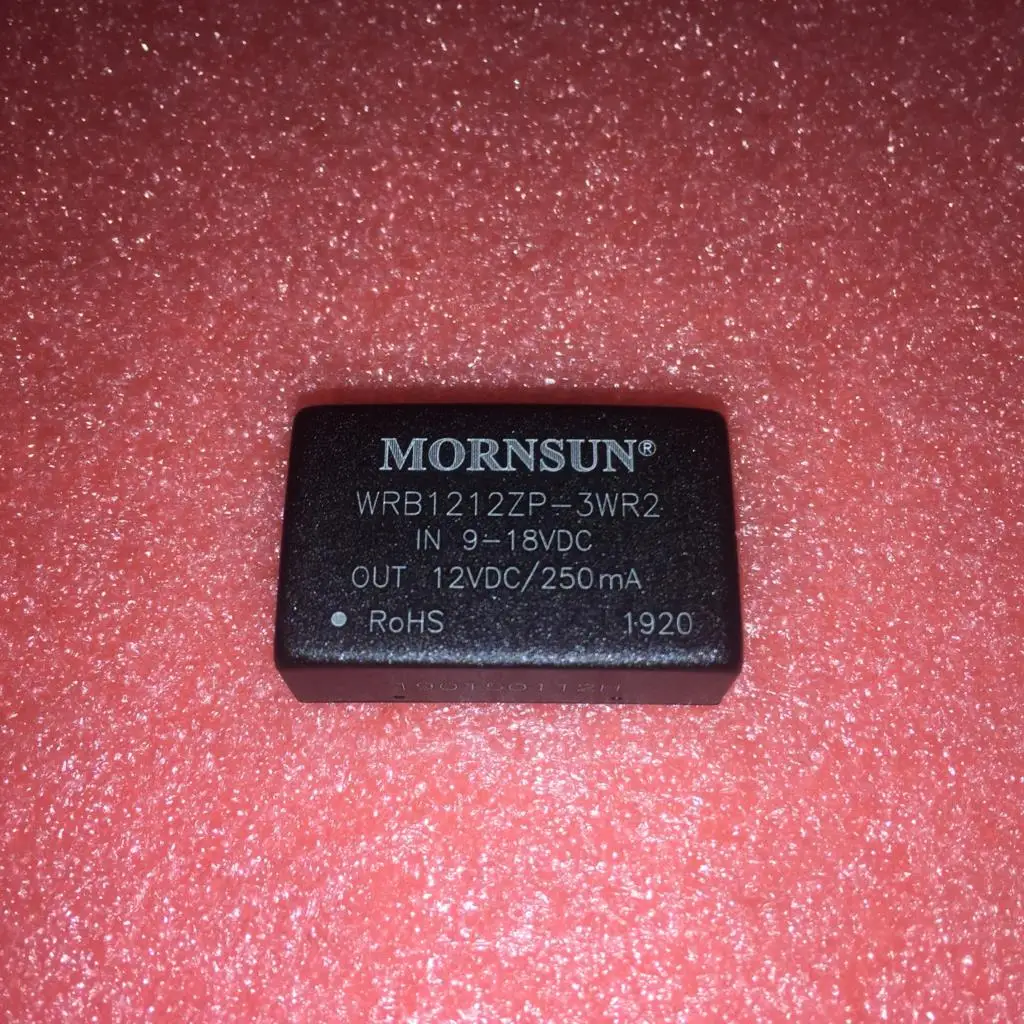 MORNSUN®
WRB1212ZP-3WR2
IN 9-18VDC
OUT 12VDC/250mA
RoHS 1920